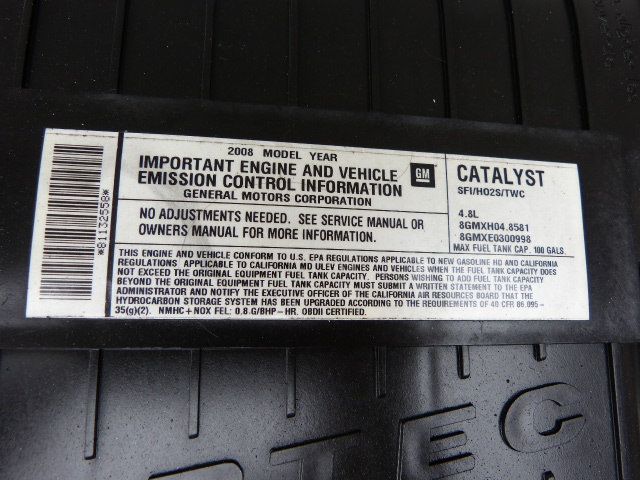 *81132558*
2008 MODEL YEAR
IMPORTANT ENGINE AND VEHICLE
EMISSION CONTROL INFORMATION
GENERAL MOTORS CORPORATION
GM
NO ADJUSTMENTS NEEDED. SEE SERVICE MANUAL OR
OWNERS MANUAL FOR MORE INFORMATION.
CATALYST
SFI/HO2S/TWC
4.8L
8GMXH04.8581
8GMXE0300998
MAX FUEL TANK CAP. 100 GALS.
THIS ENGINE AND VEHICLE CONFORM TO U.S. EPA REGULATIONS APPLICABLE TO NEW GASOLINE HD AND CALIFORNIA
REGULATIONS APPLICABLE TO CALIFORNIA MD ULEV ENGINES AND VEHICLES WHEN THE FUEL TANK CAPACITY DOES
NOT EXCEED THE ORIGINAL EQUIPMENT FUEL TANK CAPACITY. PERSONS WISHING TO ADD FUEL TANK CAPACITY
BEYOND THE ORIGINAL EQUIPMENT FUEL TANK CAPACITY MUST SUBMIT A WRITTEN STATEMENT TO THE EPA
ADMINISTRATOR AND NOTIFY THE EXECUTIVE OFFICER OF THE CALIFORNIA AIR RESOURCES BOARD THAT THE
HYDROCARBON STORAGE SYSTEM HAS BEEN UPGRADED ACCORDING TO THE REQUIREMENTS OF 40 CFR 86.095-
35(g)(2). NMHC+NOX FEL: 0.8 G/BHP-HR. OBDII CERTIFIED.
RTEC